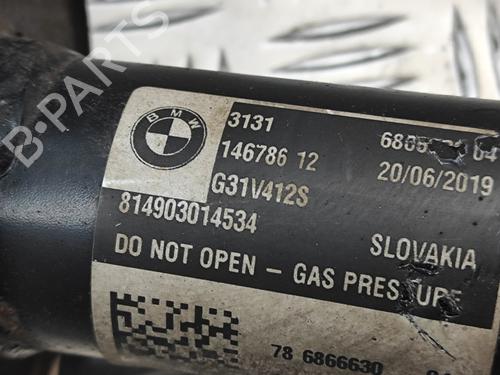 B-PARTS
BMW
3131
146786 12
20/06/2019
G31V412S
814903014534
SLOVAKIA
DO NOT OPEN - GAS PRESSURE
78 6866630